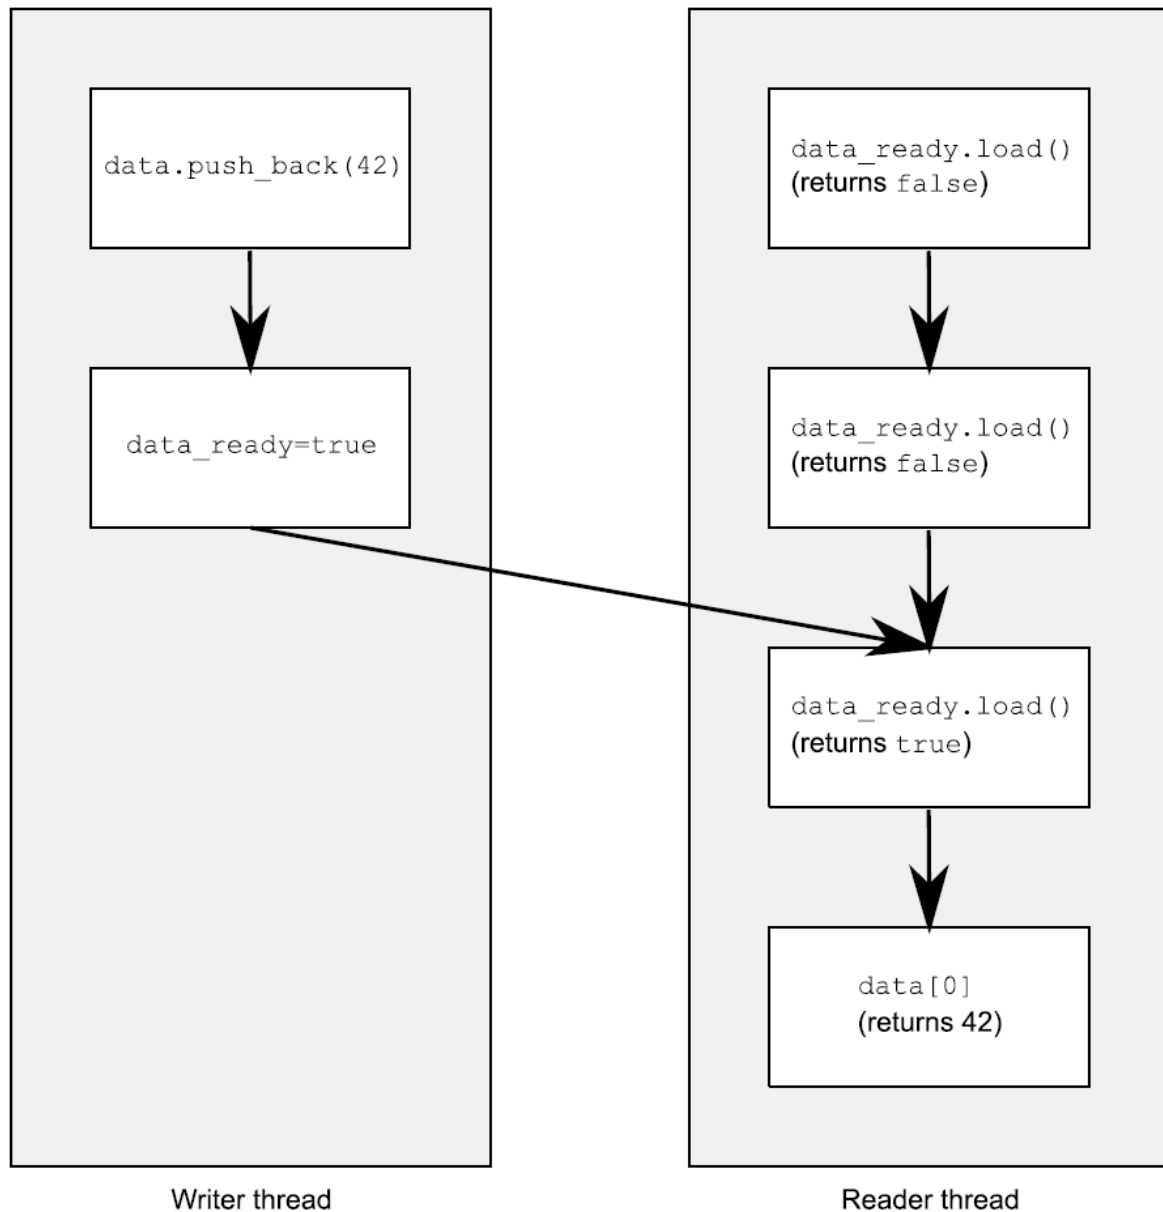 data.push_back(42)
data_ready=true
Writer thread
data_ready.load()
(returns false)
data_ready.load()
(returns false)
data_ready.load()
(returns true)
data[0]
(returns 42)
Reader thread